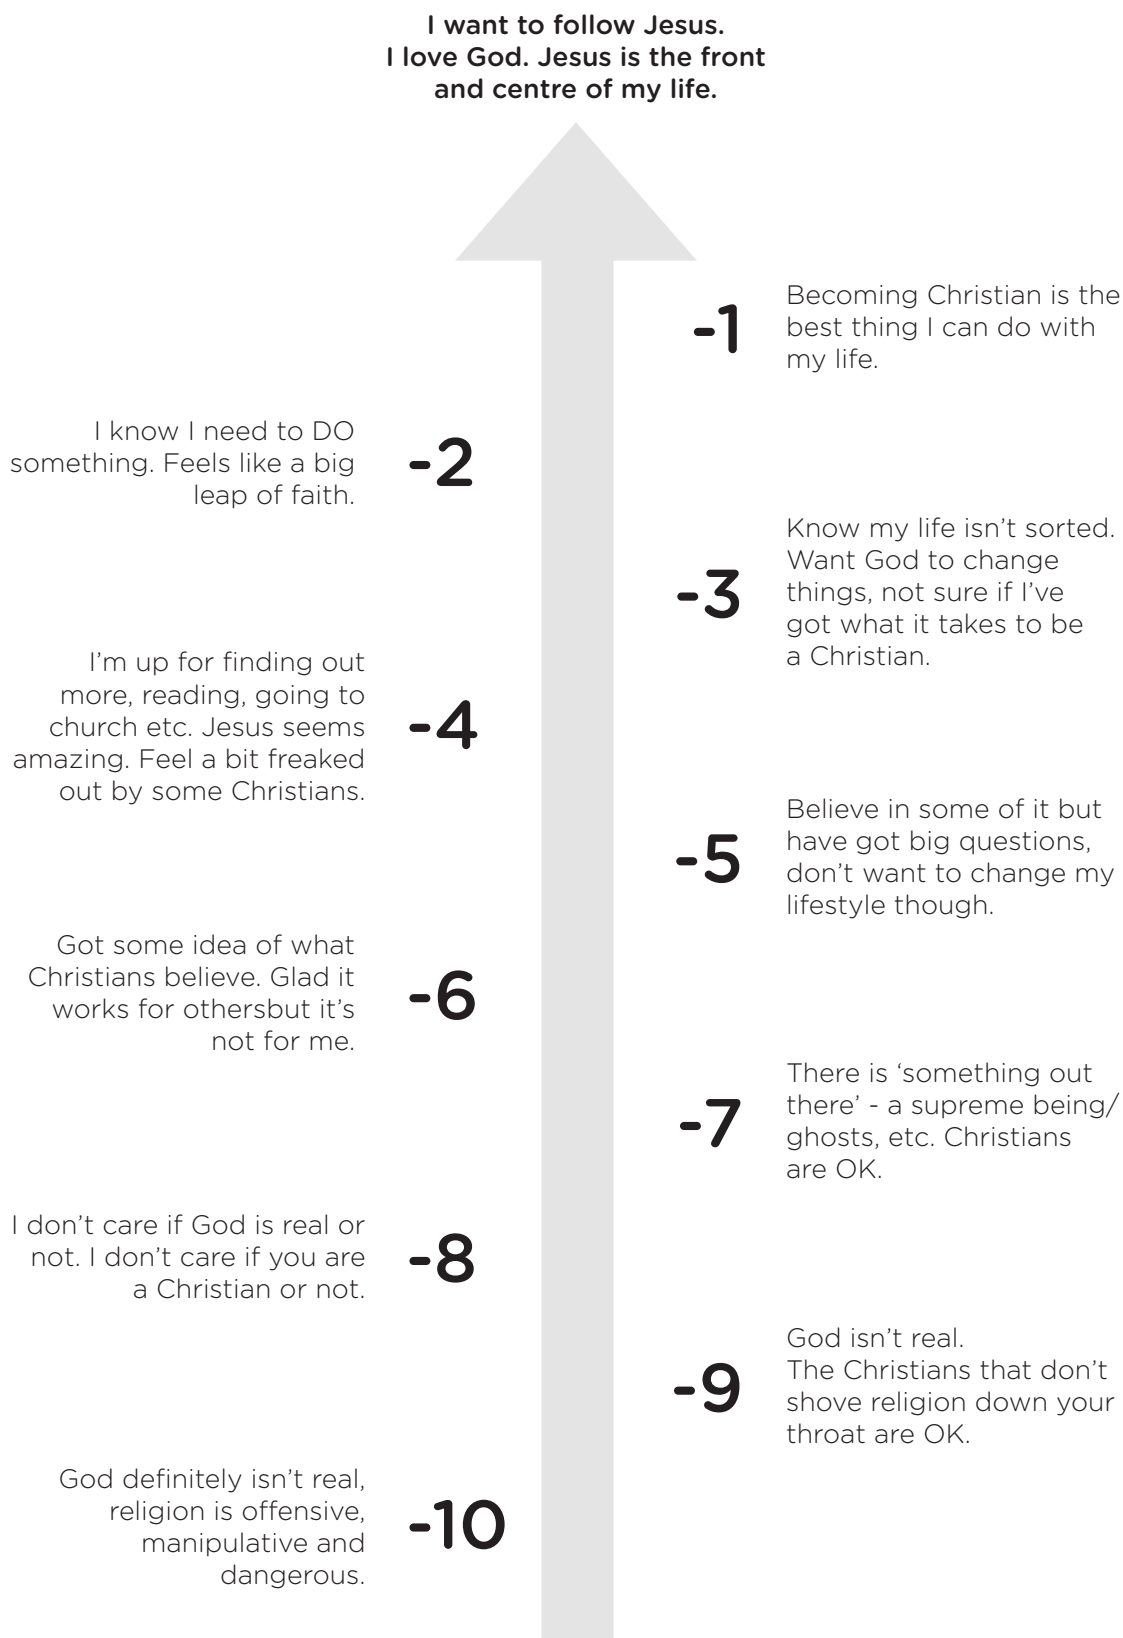 I want to follow Jesus.
I love God. Jesus is the front
and centre of my life.
-1
Becoming Christian is the
best thing I can do with
my life.
I know I need to DO
something. Feels like a big
leap of faith.
-2
-3
Know my life isn't sorted.
Want God to change
things, not sure if I've
got what it takes to be
a Christian.
I'm up for finding out
more, reading, going to
church etc. Jesus seems
amazing. Feel a bit freaked
out by some Christians.
-4
-5
Believe in some of it but
have got big questions,
don't want to change my
lifestyle though.
Got some idea of what
Christians believe. Glad it
works for othersbut it's
not for me.
-6
-7
There is 'something out
there' - a supreme being/
ghosts, etc. Christians
are OK.
I don't care if God is real or
not. I don't care if you are
a Christian or not.
-8
-9
God isn't real.
The Christians that don't
shove religion down your
throat are OK.
God definitely isn't real,
religion is offensive,
manipulative and
dangerous.
-10